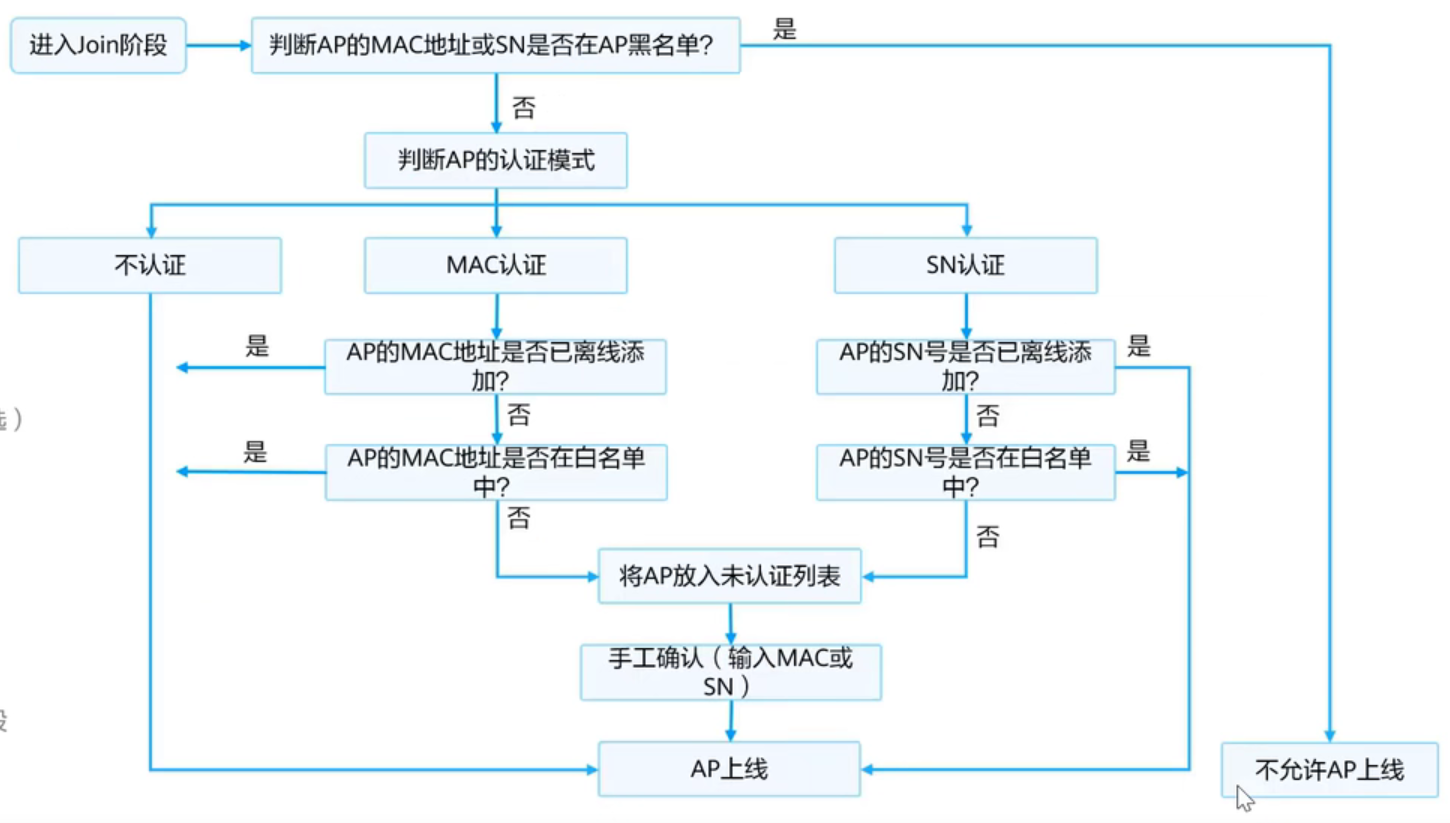 进入Join阶段
判断AP的MAC地址或SN是否在AP黑名单?
是
否
判断AP的认证模式
不认证
MAC认证
SN认证
是
AP的MAC地址是否已离线添
加?
AP的SN号是否已离线添
加?
是
否
否
选）
是
AP的MAC地址是否在白名单
中?
AP的SN号是否在白名单
中?
是
否
否
将AP放入未认证列表
手工确认（输入MAC或
SN）
段
AP上线
不允许AP上线